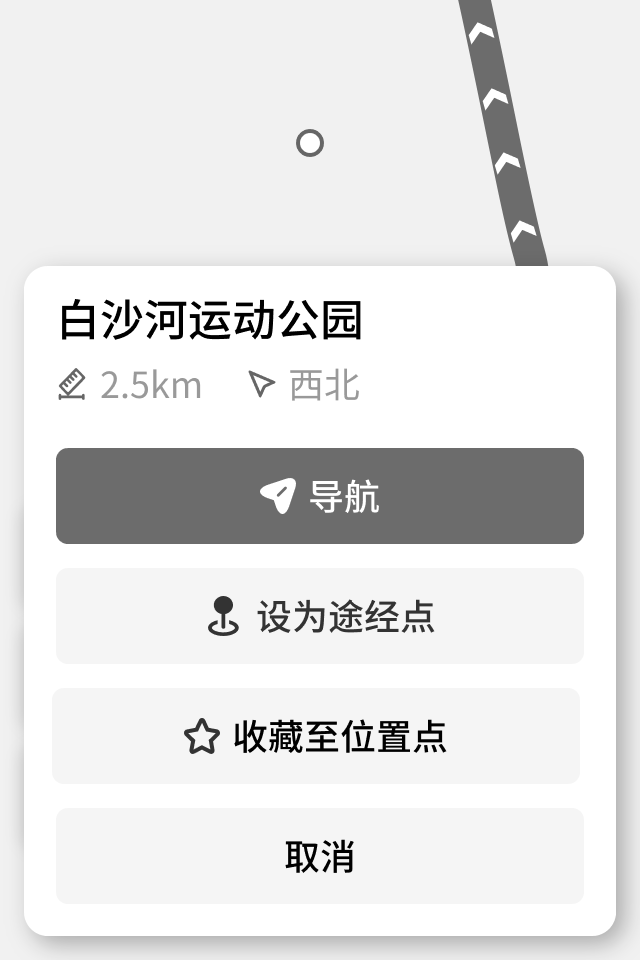 白沙河运动公园
2.5km 西北
导航
设为途经点
收藏至位置点
取消